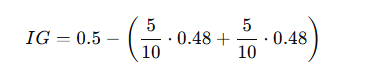 IG = 0.5 − ( 5/10 · 0.48 + 5/10 · 0.48 )